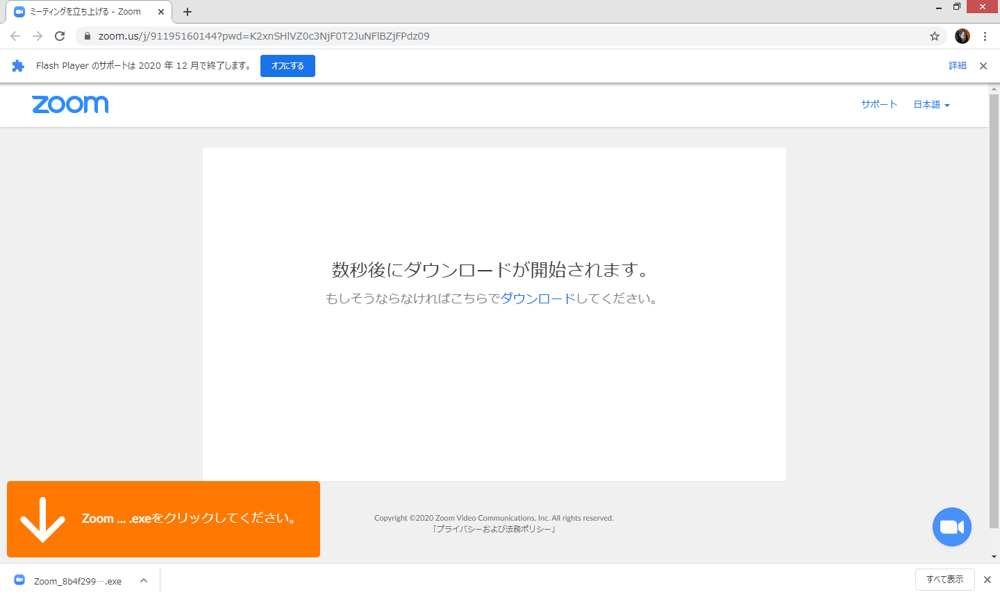 ミーティングを立ち上げる - Zoom
zoom.us/j/91195160144?pwd=K2xnSHlVZ0c3NjF0T2JuNFlBZjFPdz09
Flash Player のサポートは 2020 年 12 月で終了します。 オフにする 詳細
zoom サポート 日本語
数秒後にダウンロードが開始されます。
もしそうならなければこちらでダウンロードしてください。
Zoom ... .exeをクリックしてください。
Copyright ©2020 Zoom Video Communications, Inc. All rights reserved.
「プライバシーおよび法務ポリシー」
Zoom_8b4f299….exe すべて表示